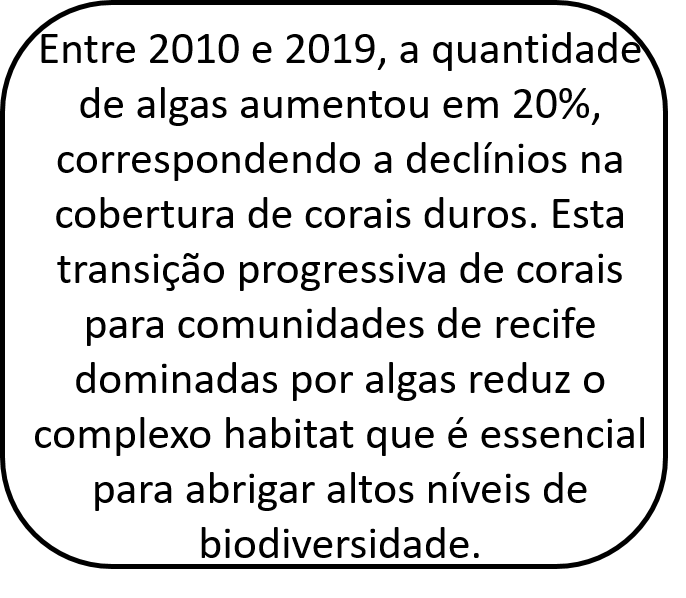 Entre 2010 e 2019, a quantidade
de algas aumentou em 20%,
correspondendo a declínios na
cobertura de corais duros. Esta
transição progressiva de corais
para comunidades de recife
dominadas por algas reduz o
complexo habitat que é essencial
para abrigar altos níveis de
biodiversidade.